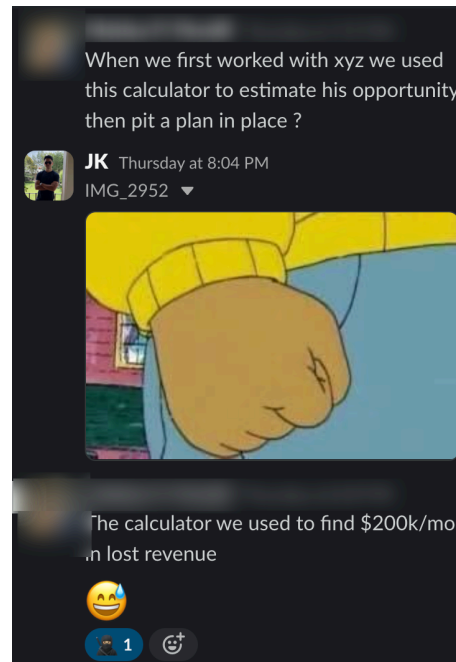 When we first worked with xyz we used
this calculator to estimate his opportunity
then pit a plan in place ?
JK Thursday at 8:04 PM
IMG_2952
The calculator we used to find $200k/mo
in lost revenue
1